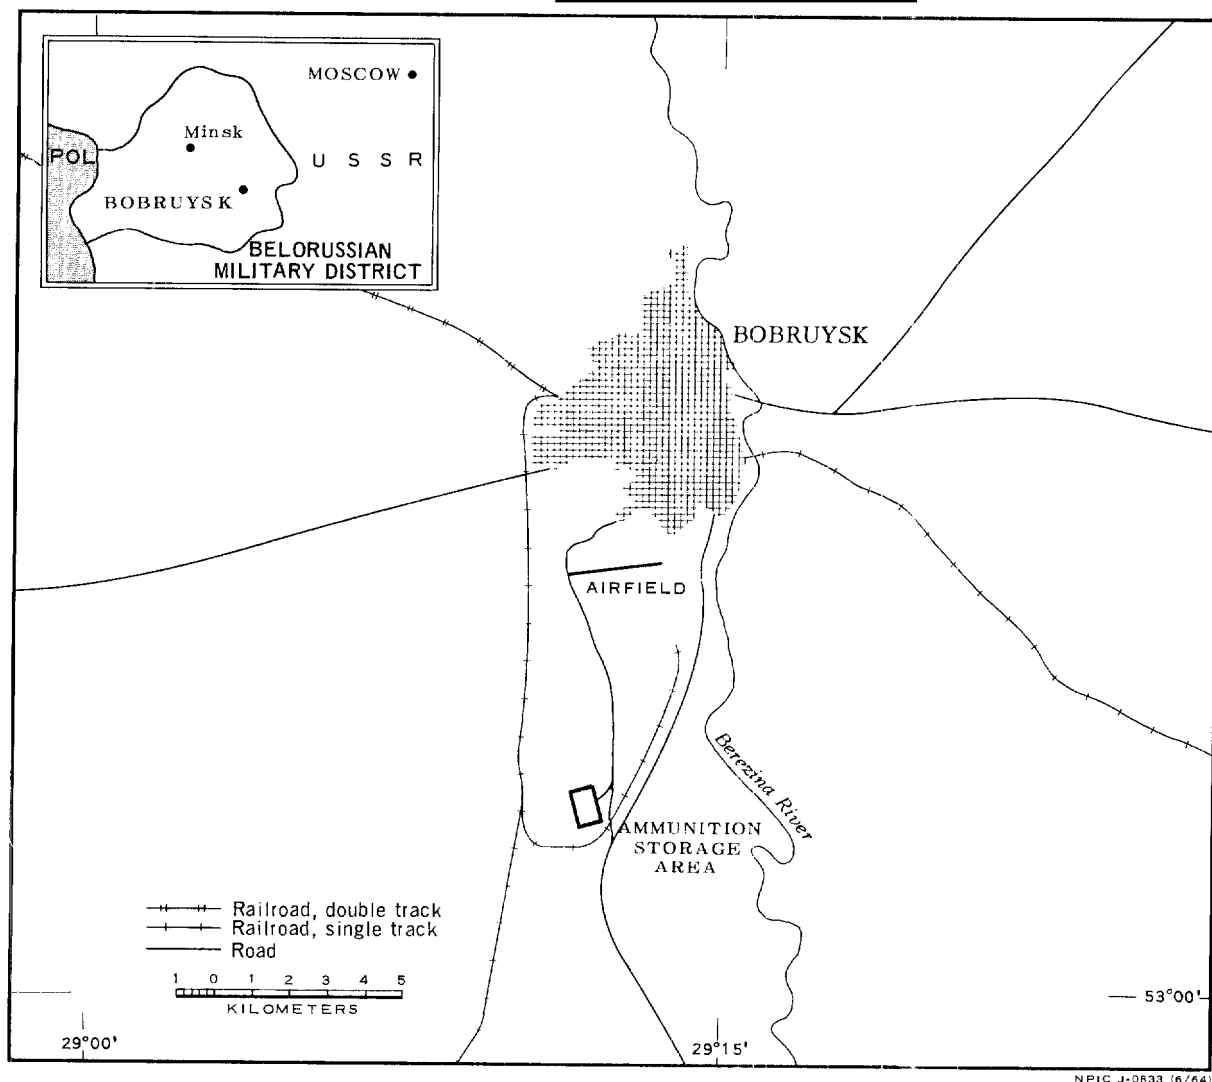 MOSCOW
Minsk
POL
U S S R
BOBRUYSK
BELORUSSIAN
MILITARY DISTRICT
BOBRUYSK
AIRFIELD
Berezina River
AMMUNITION
STORAGE
AREA
Railroad, double track
Railroad, single track
Road
1 0 1 2 3 4 5
KILOMETERS
53°00'
29°00'
29°15'
NPIC J-0833 (6/64)